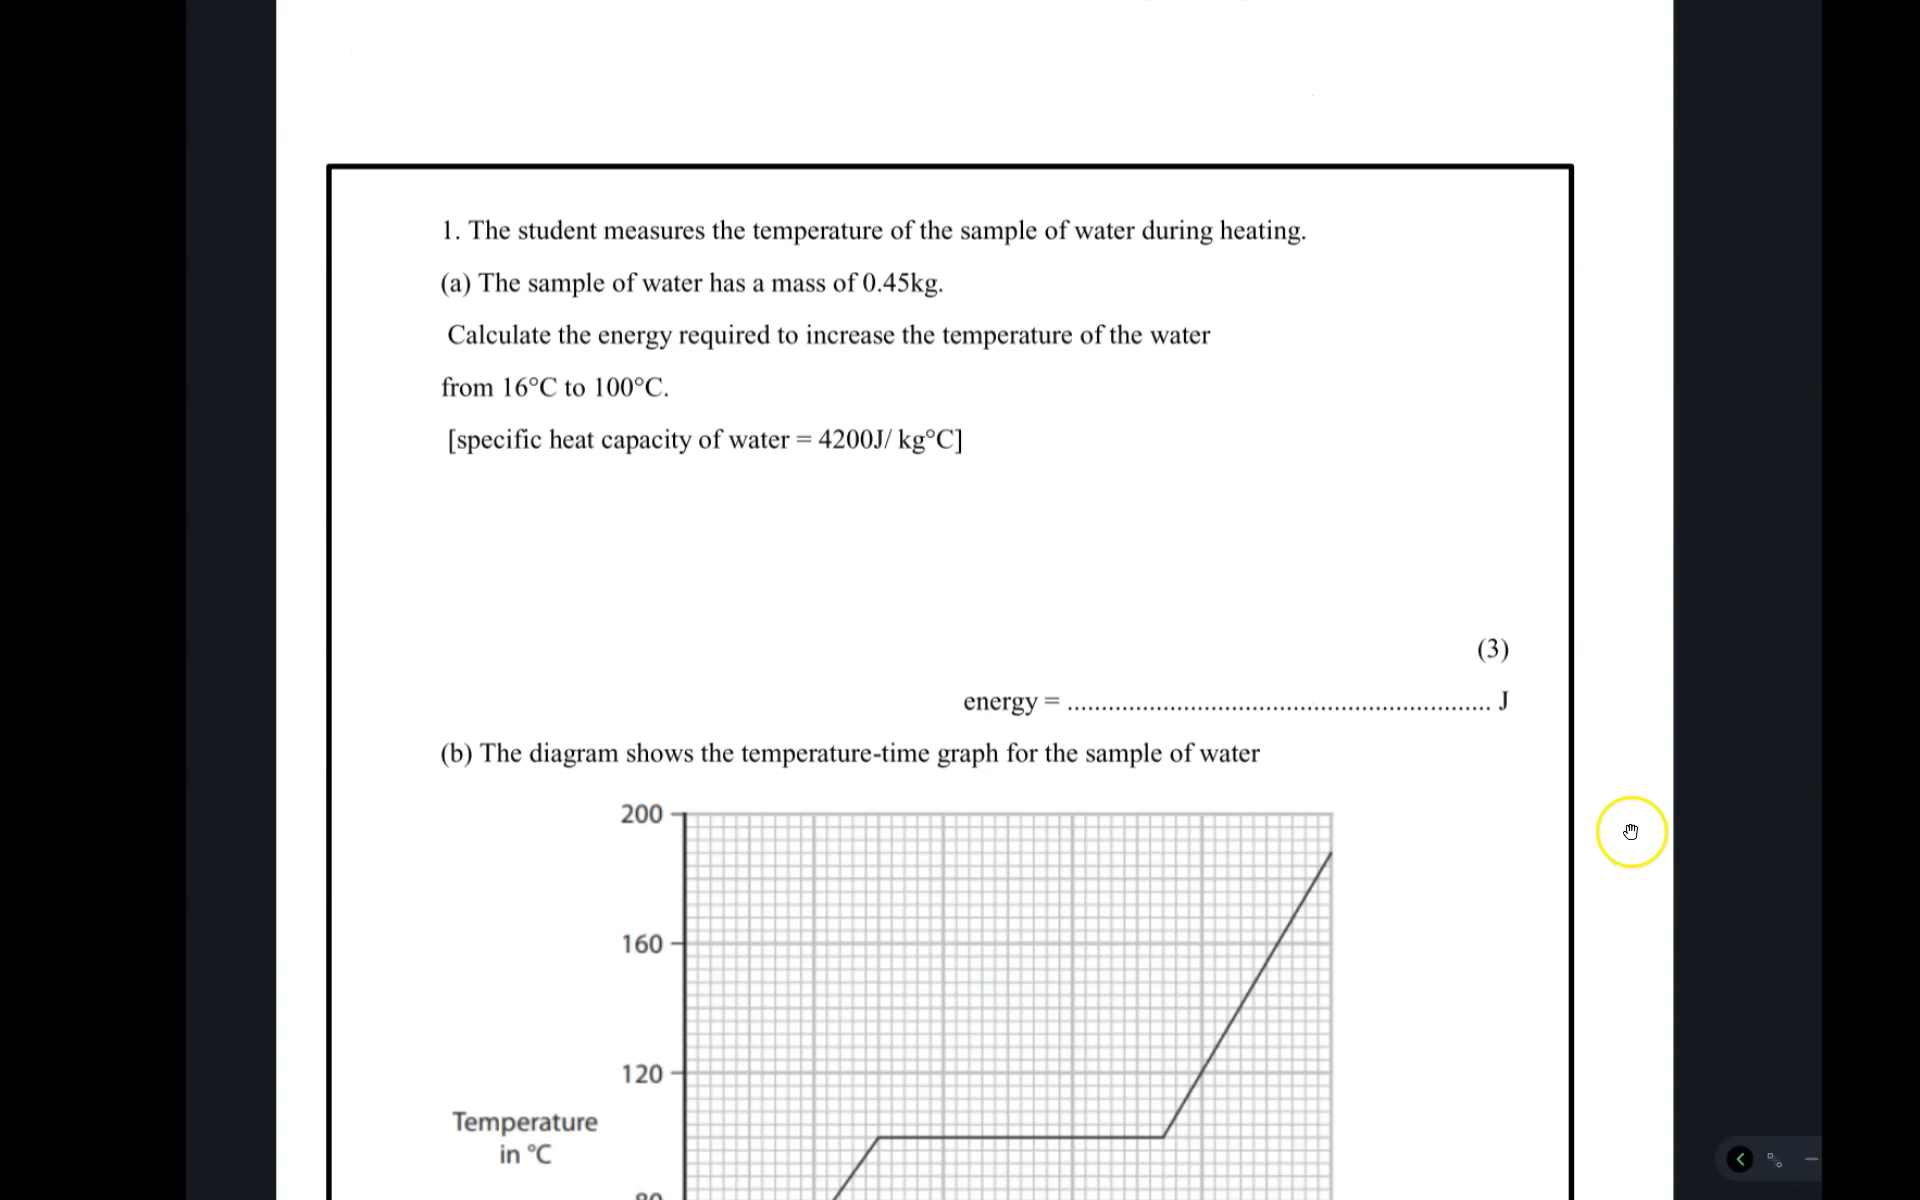 1. The student measures the temperature of the sample of water during heating.
(a) The sample of water has a mass of 0.45kg.
Calculate the energy required to increase the temperature of the water
from 16°C to 100°C.
[specific heat capacity of water = 4200J/ kg°C]
(3)
energy = ................................................................ J
(b) The diagram shows the temperature-time graph for the sample of water
200
160
120
Temperature
in °C